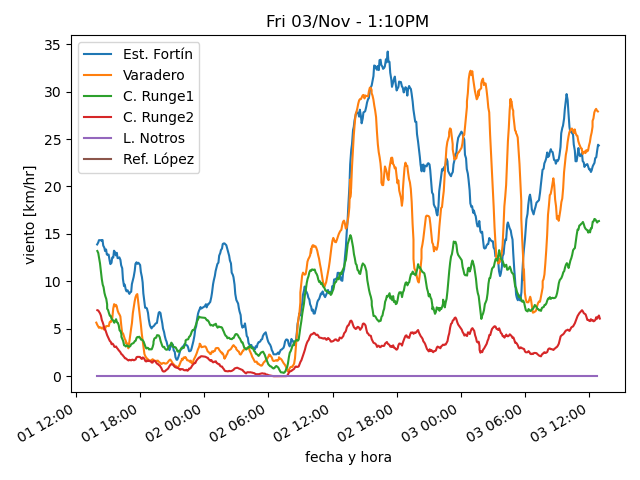 Fri 03/Nov - 1:10PM
Est. Fortín
Varadero
C. Runge1
C. Runge2
L. Notros
Ref. López
viento [km/hr]
35
30
25
20
15
10
5
0
01 12:00
01 18:00
02 00:00
02 06:00
02 12:00
02 18:00
03 00:00
03 06:00
03 12:00
fecha y hora